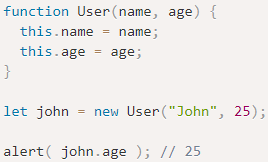 function User(name, age) {
  this.name = name;
  this.age = age;
}

let john = new User("John", 25);

alert( john.age ); // 25